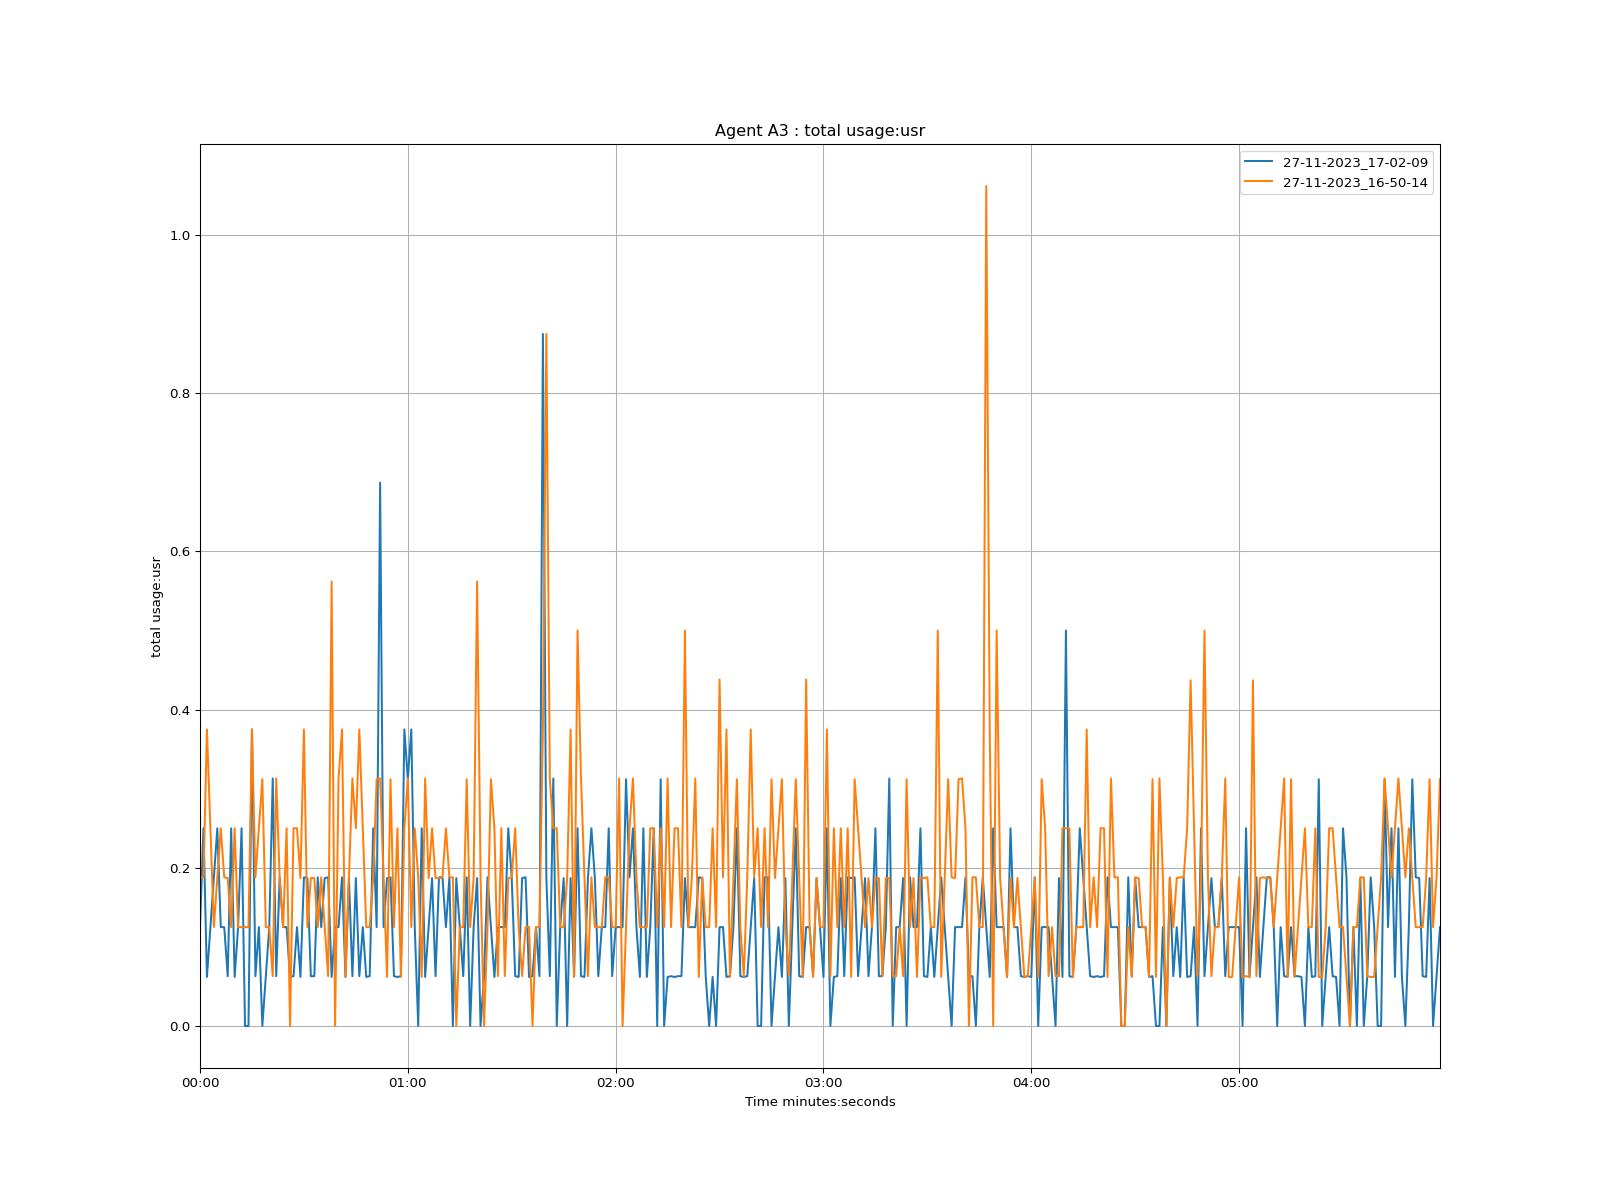 Agent A3 : total usage:usr
27-11-2023_17-02-09
27-11-2023_16-50-14
total usage:usr
1.0
0.8
0.6
0.4
0.2
0.0
00:00 01:00 02:00 03:00 04:00 05:00
Time minutes:seconds